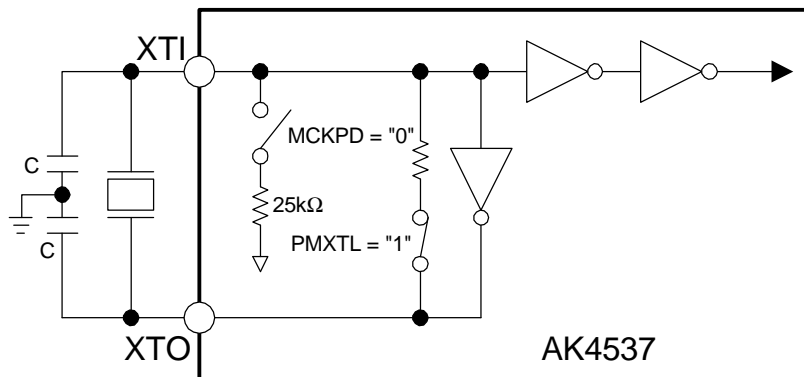 XTI
MCKPD = "0"
C
25kΩ
PMXTL = "1"
C
XTO
AK4537